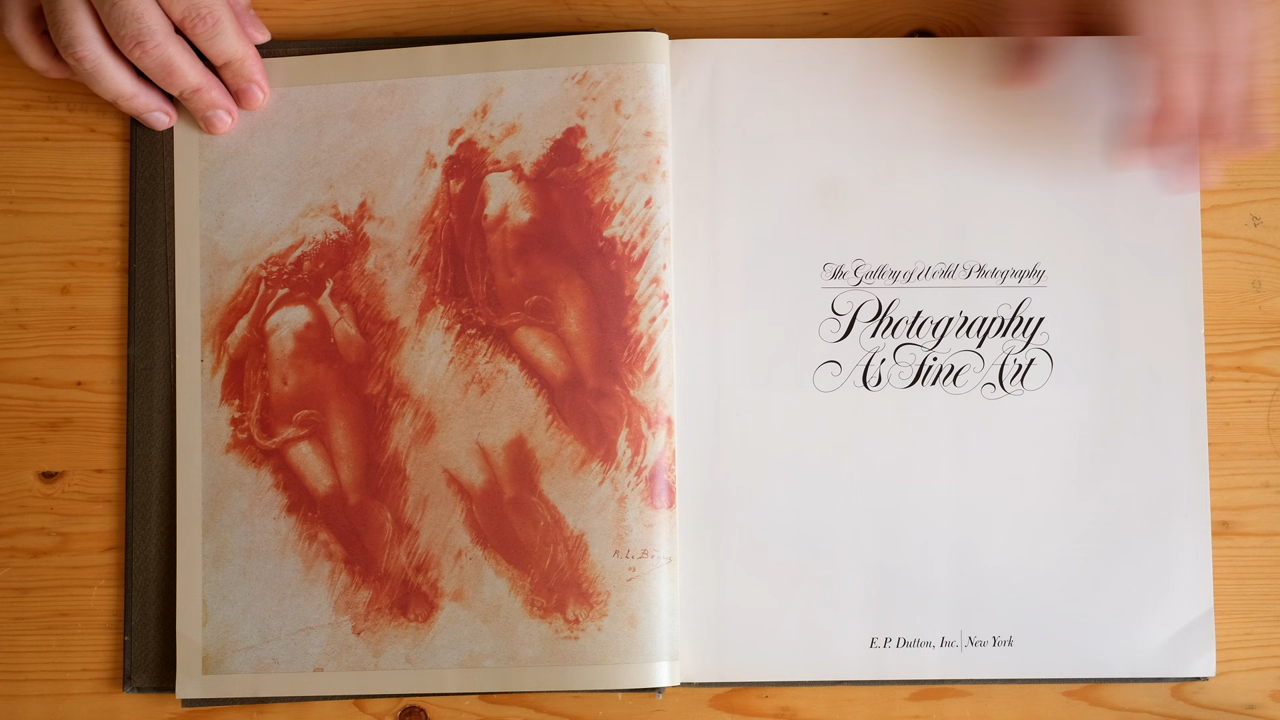 The Gallery of World Photography
Photography
As Fine Art
E.P. Dutton, Inc. | New York